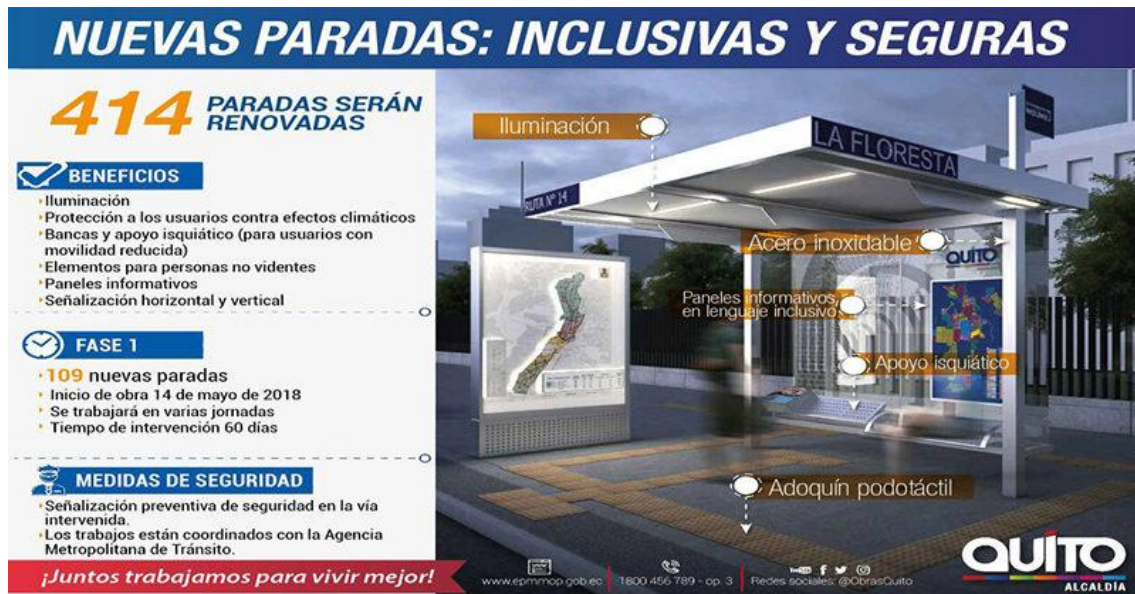 NUEVAS PARADAS: INCLUSIVAS Y SEGURAS
414 PARADAS SERÁN
RENOVADAS
BENEFICIOS
Iluminación
Protección a los usuarios contra efectos climáticos
Bancas y apoyo isquiático (para usuarios con
movilidad reducida)
Elementos para personas no videntes
Paneles informativos
Señalización horizontal y vertical
FASE 1
109 nuevas paradas
Inicio de obra 14 de mayo de 2018
Se trabajará en varias jornadas
Tiempo de intervención 60 días
MEDIDAS DE SEGURIDAD
Señalización preventiva de seguridad en la vía
intervenida.
Los trabajos están coordinados con la Agencia
Metropolitana de Tránsito.
¡Juntos trabajamos para vivir mejor!
Iluminación
LA FLORESTA
RUTA Nº 14
Acero inoxidable
QUITO
Paneles informativos,
en lenguaje inclusivo
Apoyo isquiático
Adoquín podotáctil
www.epmmop.gob.ec
1800 456 789 - op. 3
Redes sociales: @ObrasQuito
QUITO
ALCALDÍA